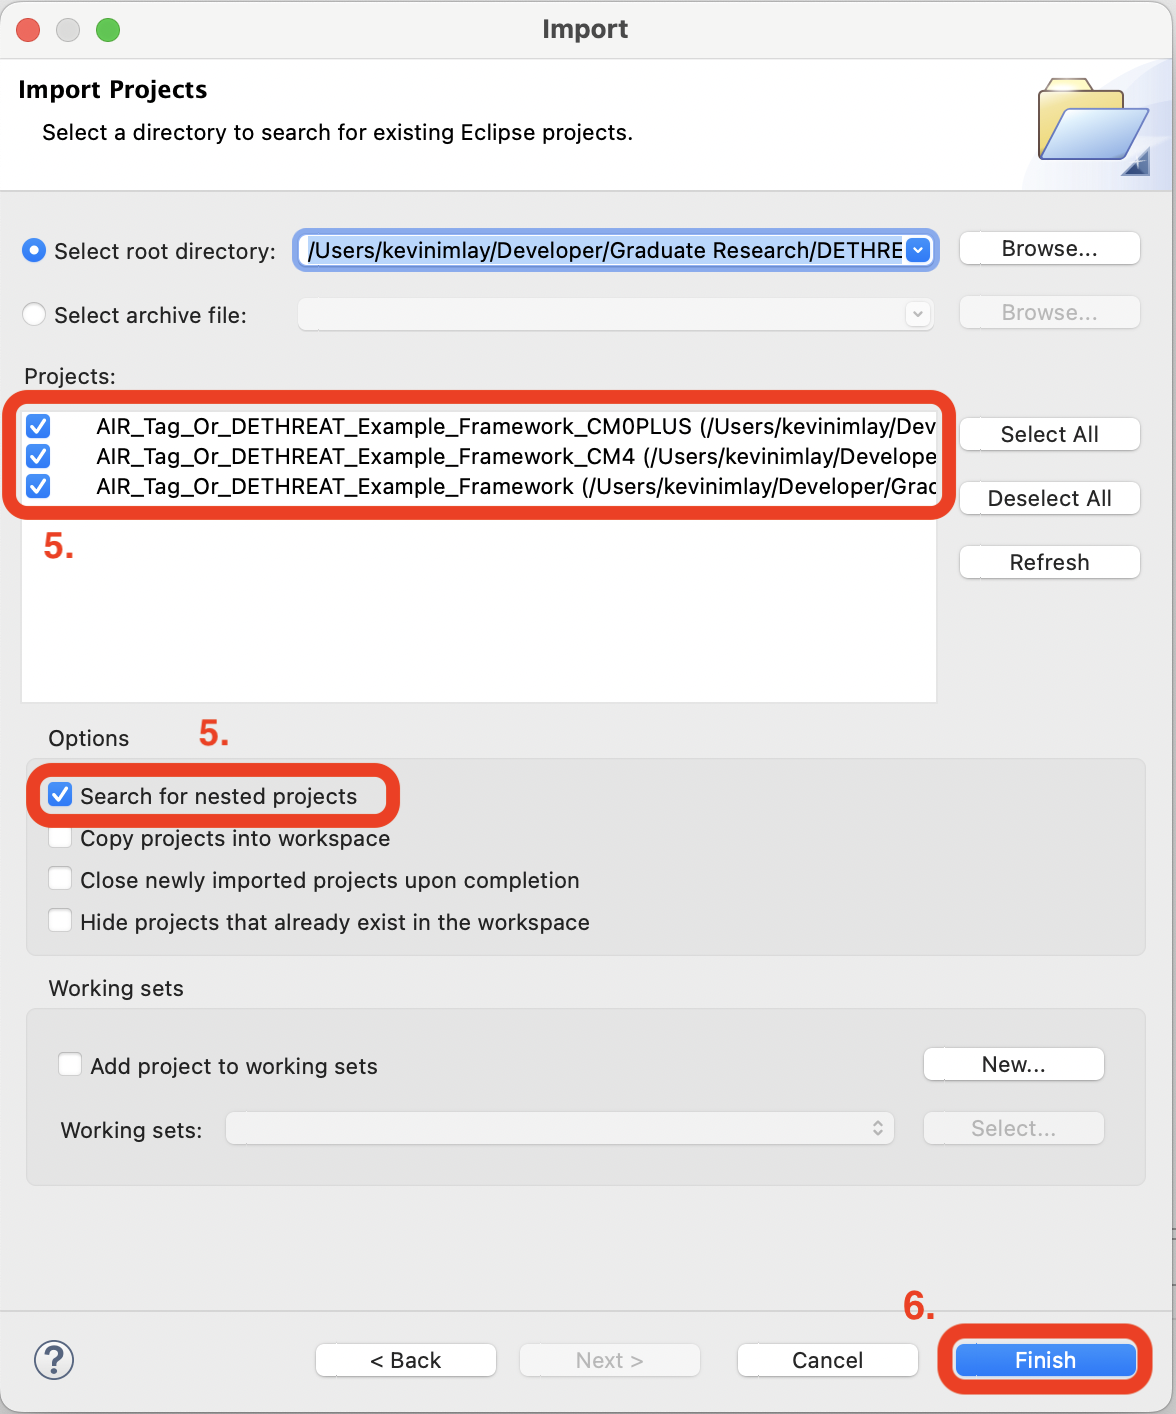 Import
Import Projects
Select a directory to search for existing Eclipse projects.
Select root directory: /Users/kevinimlay/Developer/Graduate Research/DETHRE Browse...
Select archive file: Browse...
Projects:
AIR_Tag_Or_DETHREAT_Example_Framework_CM0PLUS (/Users/kevinimlay/Dev
AIR_Tag_Or_DETHREAT_Example_Framework_CM4 (/Users/kevinimlay/Develope
AIR_Tag_Or_DETHREAT_Example_Framework (/Users/kevinimlay/Developer/Grad
Select All
Deselect All
Refresh
5.
Options 5.
Search for nested projects
Copy projects into workspace
Close newly imported projects upon completion
Hide projects that already exist in the workspace
Working sets
Add project to working sets New...
Working sets: Select...
6.
? < Back Next > Cancel Finish